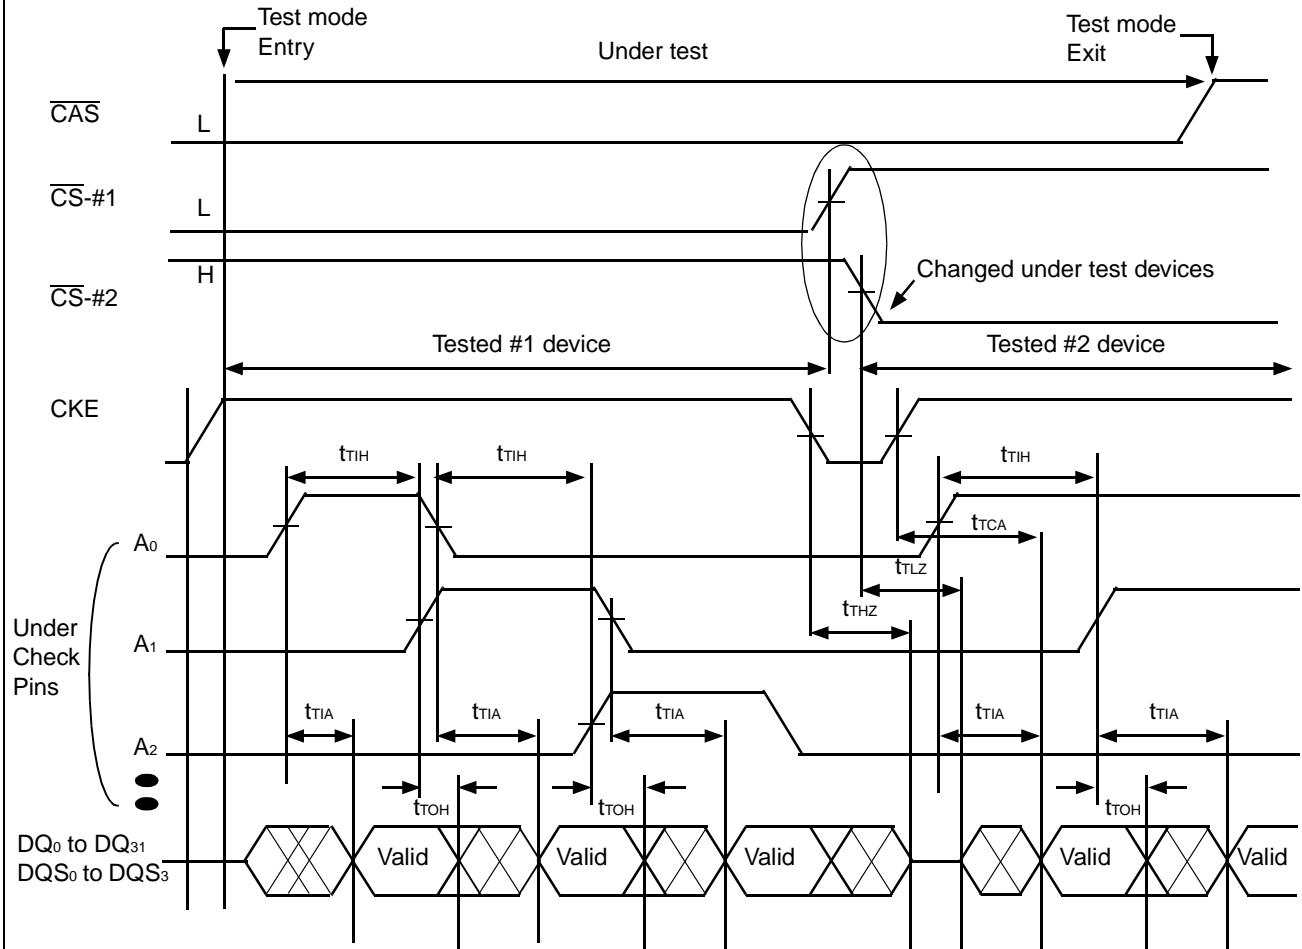 Test mode
Entry
Under test
Test mode
Exit
CAS
L
CS-#1
L
H
CS-#2
Changed under test devices
Tested #1 device
Tested #2 device
CKE
tTIH
tTIH
tTIH
tTCA
A0
tTLZ
tTHZ
Under
Check
Pins
A1
tTIA
tTIA
tTIA
tTIA
tTIA
A2
tTOH
tTOH
tTOH
DQ0 to DQ31
DQS0 to DQS3
Valid
Valid
Valid
Valid
Valid